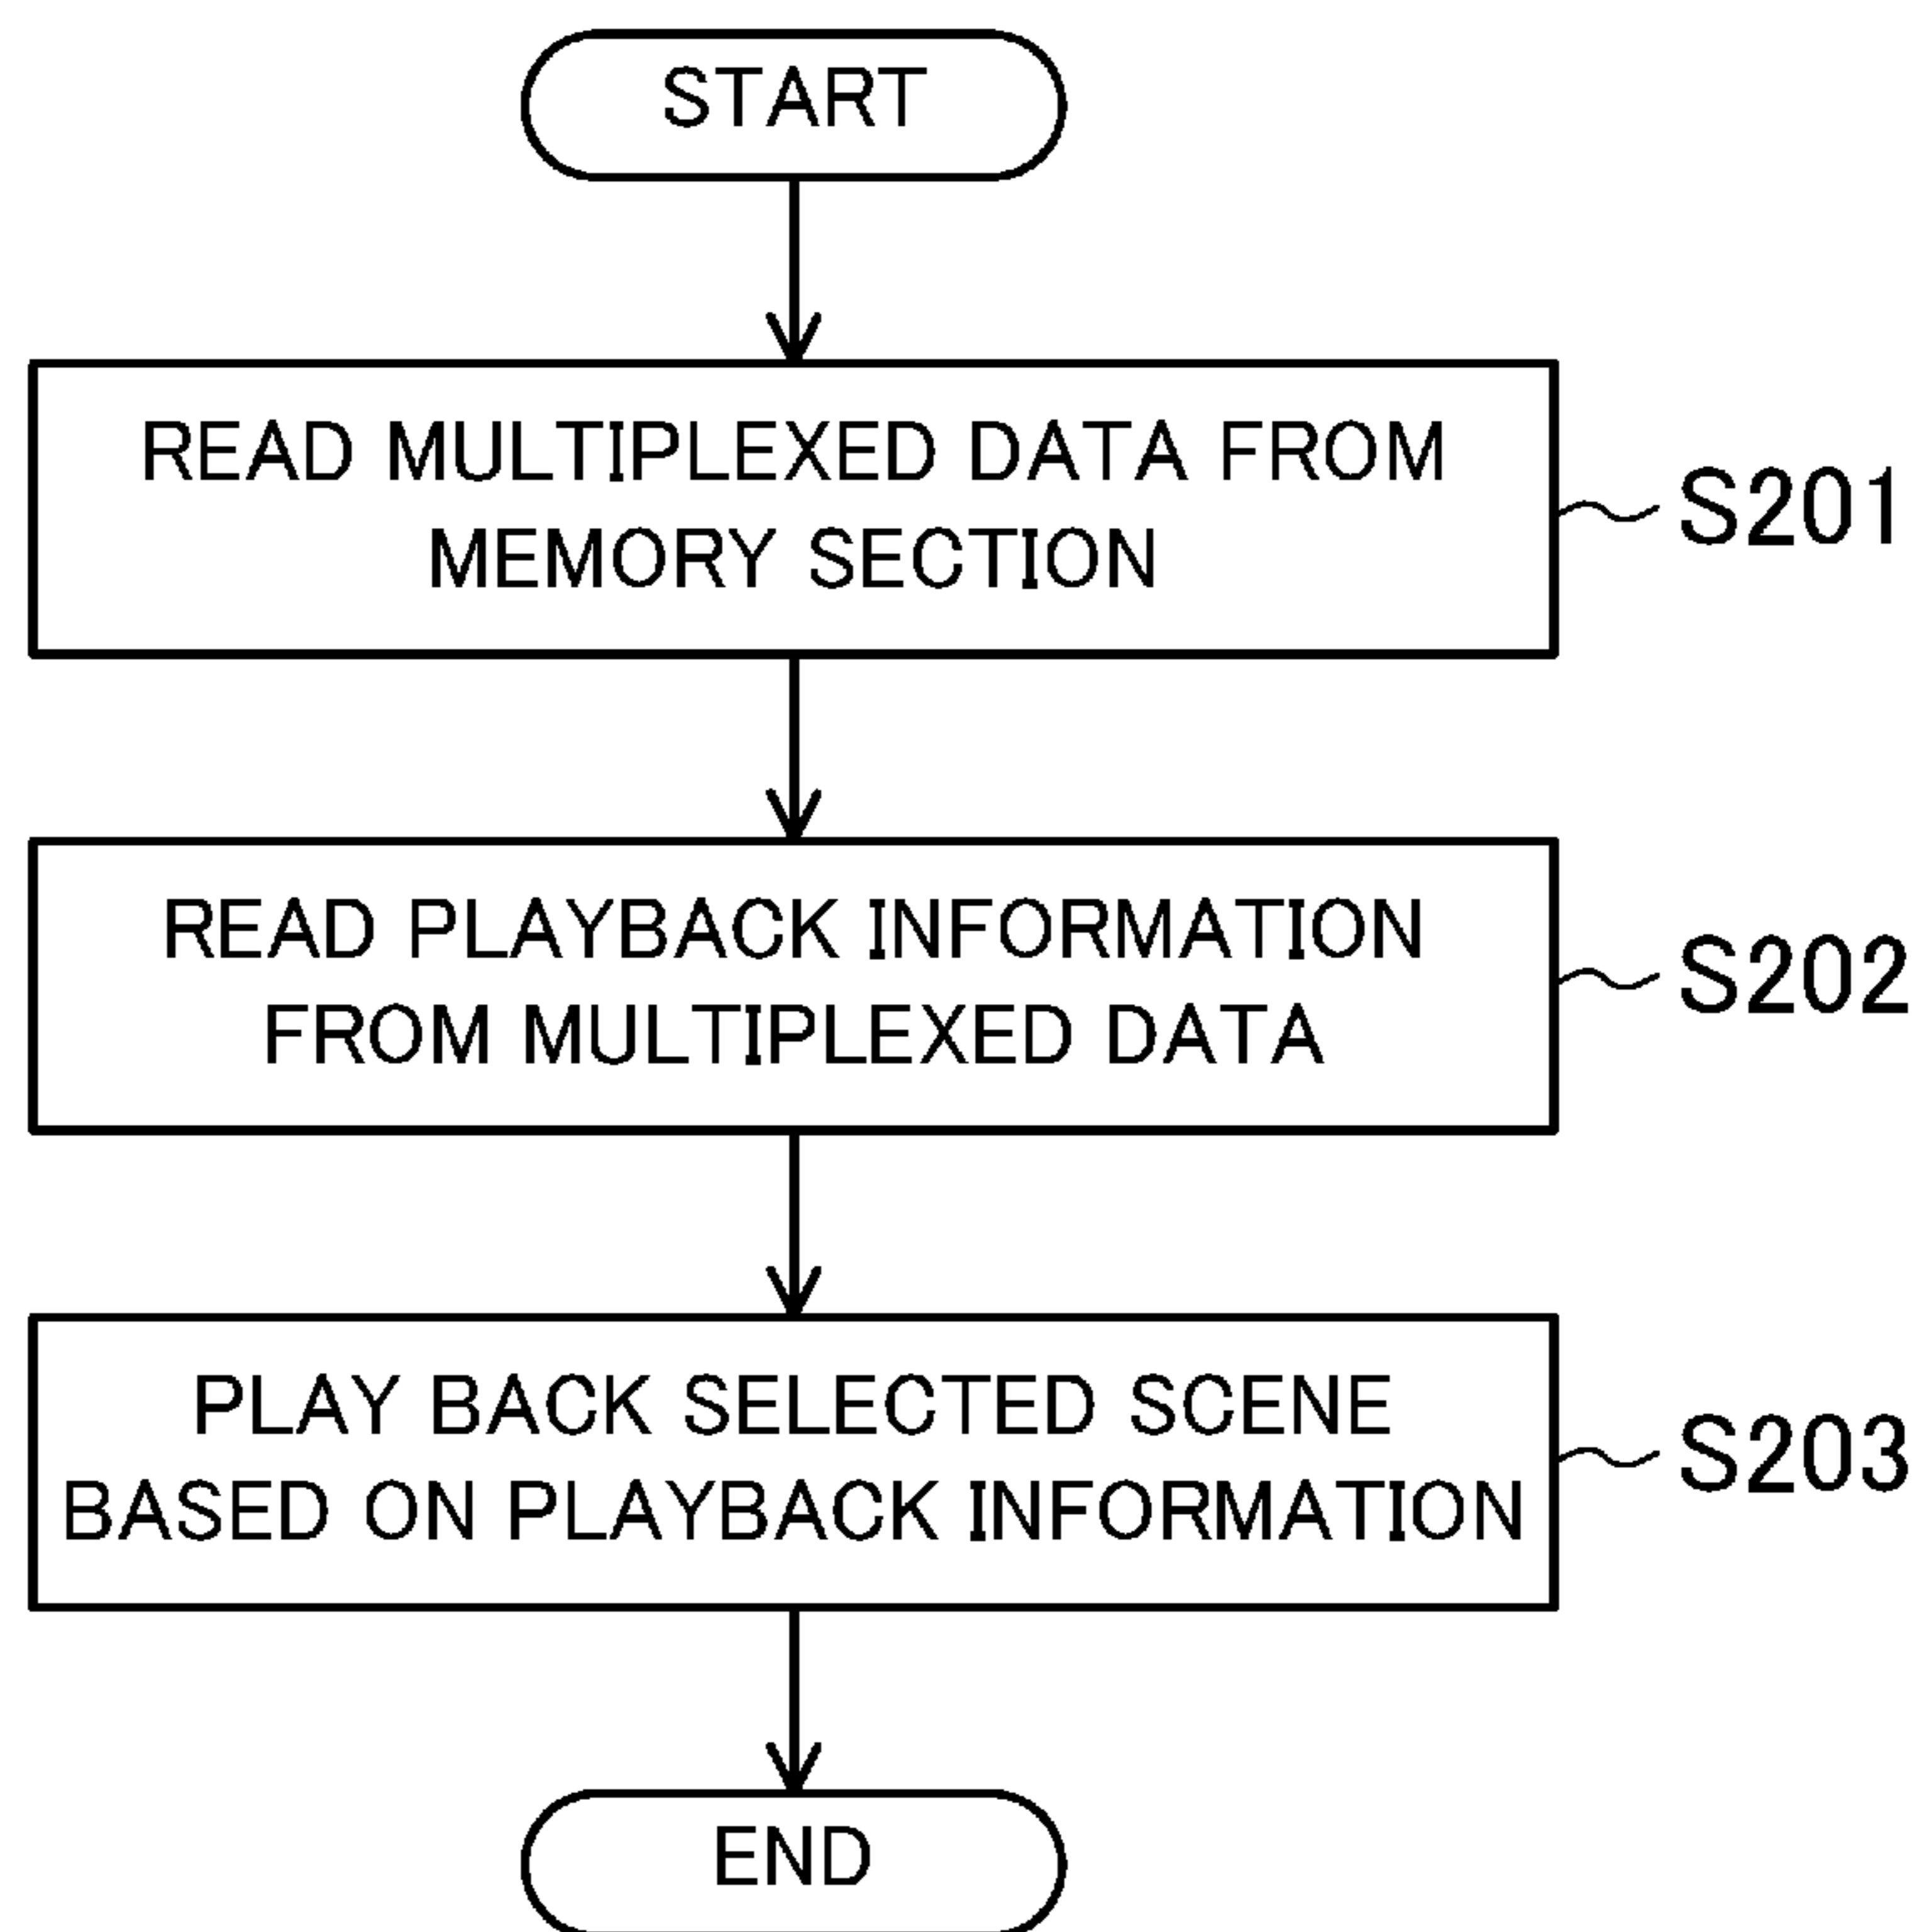 START
READ MULTIPLEXED DATA FROM
MEMORY SECTION
S201
READ PLAYBACK INFORMATION
FROM MULTIPLEXED DATA
S202
PLAY BACK SELECTED SCENE
BASED ON PLAYBACK INFORMATION
S203
END